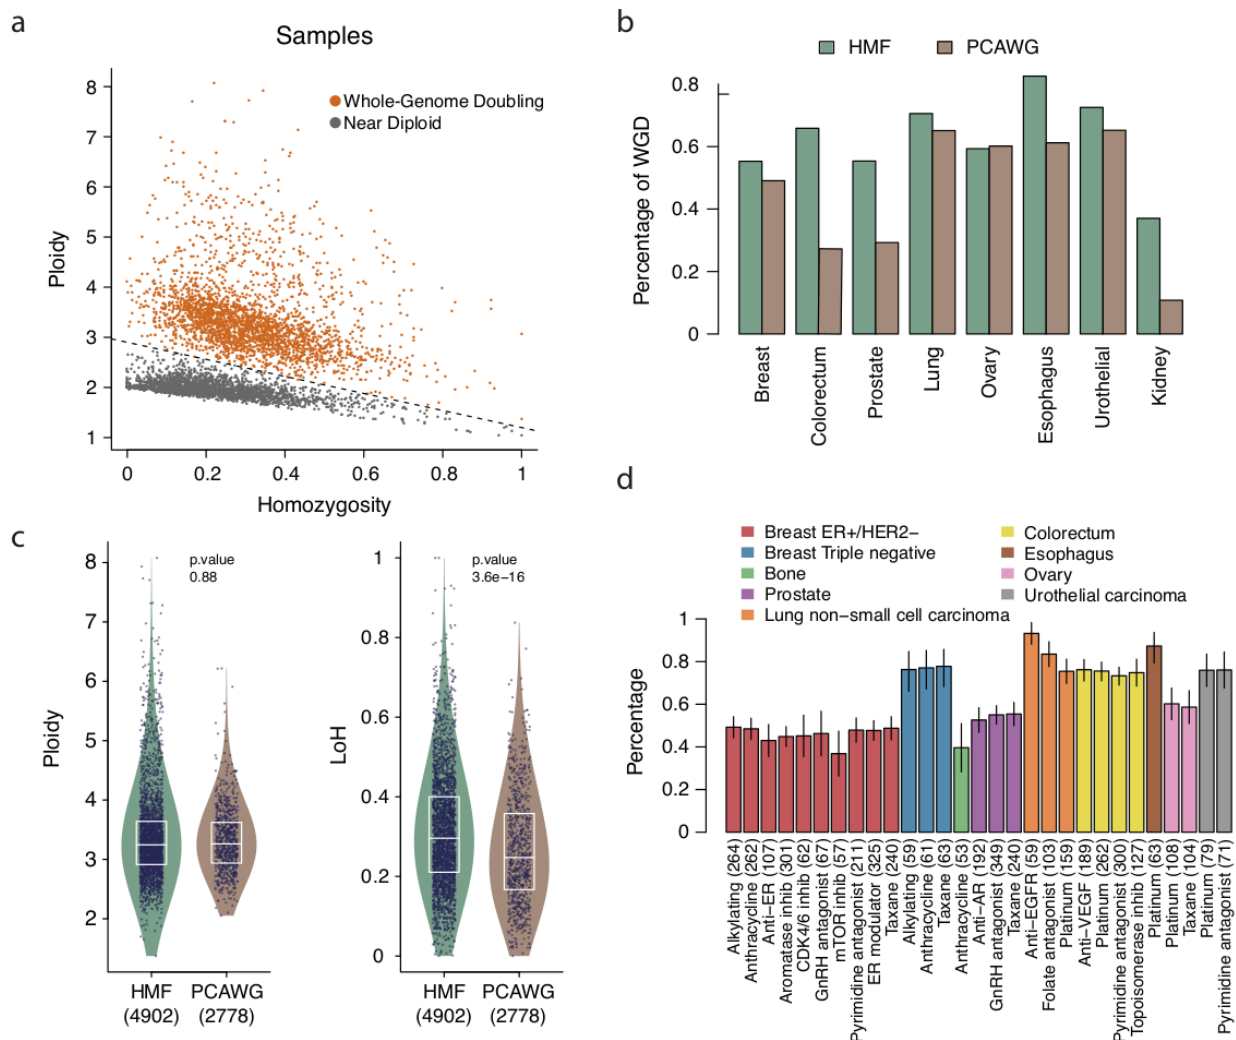 a
Samples
Whole-Genome Doubling
Near Diploid
8
7
6
5
4
3
2
1
Ploidy
0
0.2
0.4
0.6
0.8
1
Homozygosity
b
HMF
PCAWG
0.8
0.6
0.4
0.2
0
Percentage of WGD
Breast
Colorectum
Prostate
Lung
Ovary
Esophagus
Urothelial
Kidney
c
p.value
0.88
8
7
6
5
4
3
2
Ploidy
HMF
(4902)
PCAWG
(2778)
p.value
3.6e−16
1
0.8
0.6
0.4
0.2
0
LoH
HMF
(4902)
PCAWG
(2778)
d
Breast ER+/HER2−
Breast Triple negative
Bone
Prostate
Lung non−small cell carcinoma
Colorectum
Esophagus
Ovary
Urothelial carcinoma
1
0.8
0.6
0.4
0.2
0
Percentage
Alkylating (264)
Anthracycline (262)
Anti−ER (107)
Aromatase inhib (301)
CDK4/6 inhib (62)
GnRH antagonist (67)
mTOR inhib (57)
Pyrimidine antagonist (211)
ER modulator (325)
Taxane (240)
Alkylating (59)
Anthracycline (61)
Taxane (63)
Anthracycline (53)
Anti−AR (192)
GnRH antagonist (349)
Taxane (240)
Anti−EGFR (59)
Folate antagonist (103)
Platinum (159)
Anti−VEGF (189)
Platinum (262)
Pyrimidine antagonist (300)
Topoisomerase inhib (127)
Platinum (63)
Platinum (108)
Taxane (104)
Platinum (79)
Pyrimidine antagonist (71)